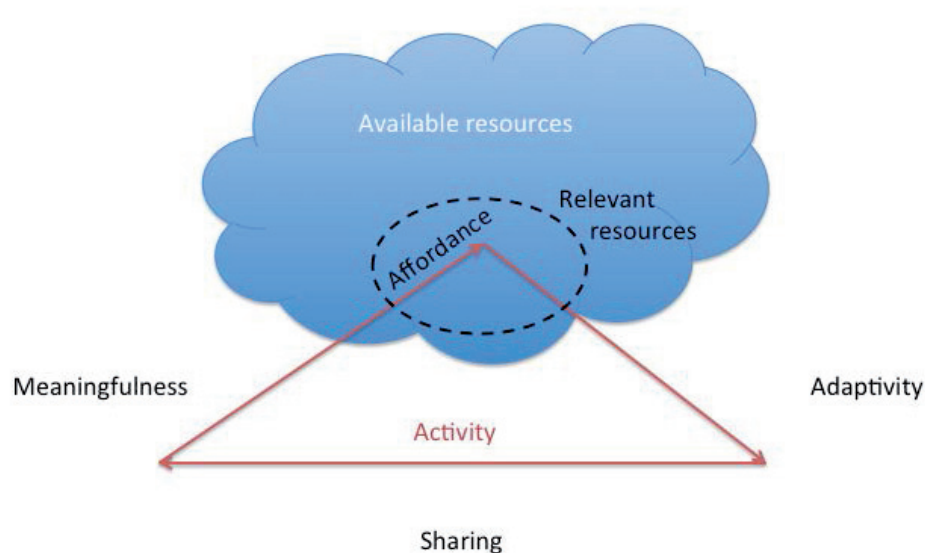 Available resources
Relevant
resources
Affordance
Meaningfulness
Adaptivity
Activity
Sharing